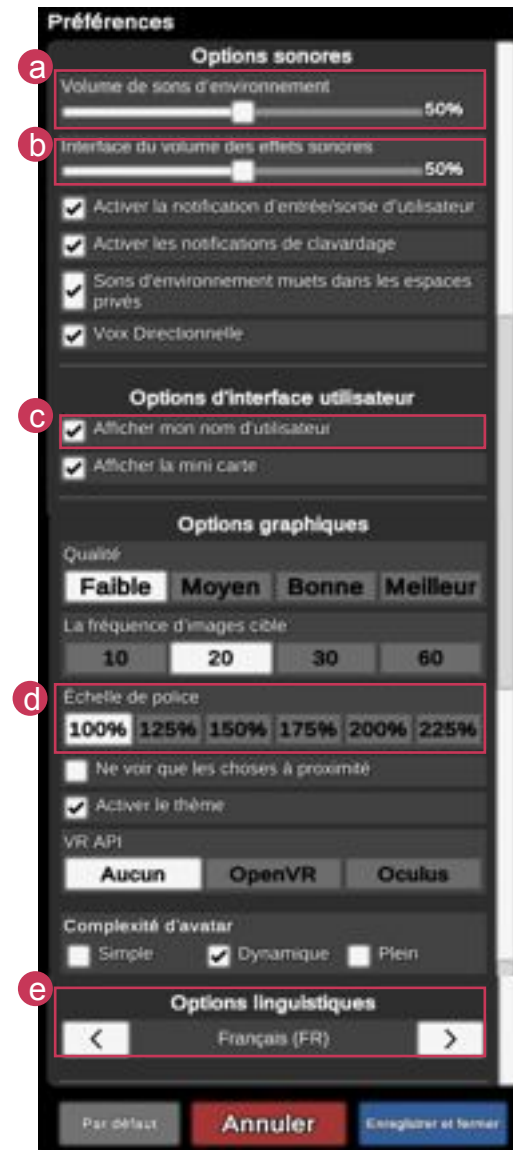 Préférences
Options sonores
a
Volume de sons d'environnement
50%
b
Interface du volume des effets sonores
50%
Activer la notification d'entrée/sortie d'utilisateur
Activer les notifications de clavardage
Sons d'environnement muets dans les espaces
privés
Voix Directionnelle
Options d'interface utilisateur
c
Afficher mon nom d'utilisateur
Afficher la mini carte
Options graphiques
Qualité
Faible Moyen Bonne Meilleur
La fréquence d'images cible
10 20 30 60
d
Échelle de police
100% 125% 150% 175% 200% 225%
Ne voir que les choses à proximité
Activer le thème
VR API
Aucun OpenVR Oculus
Complexité d'avatar
Simple Dynamique Plein
e
Options linguistiques
< Français (FR) >
Par défaut Annuler Enregistrer et fermer